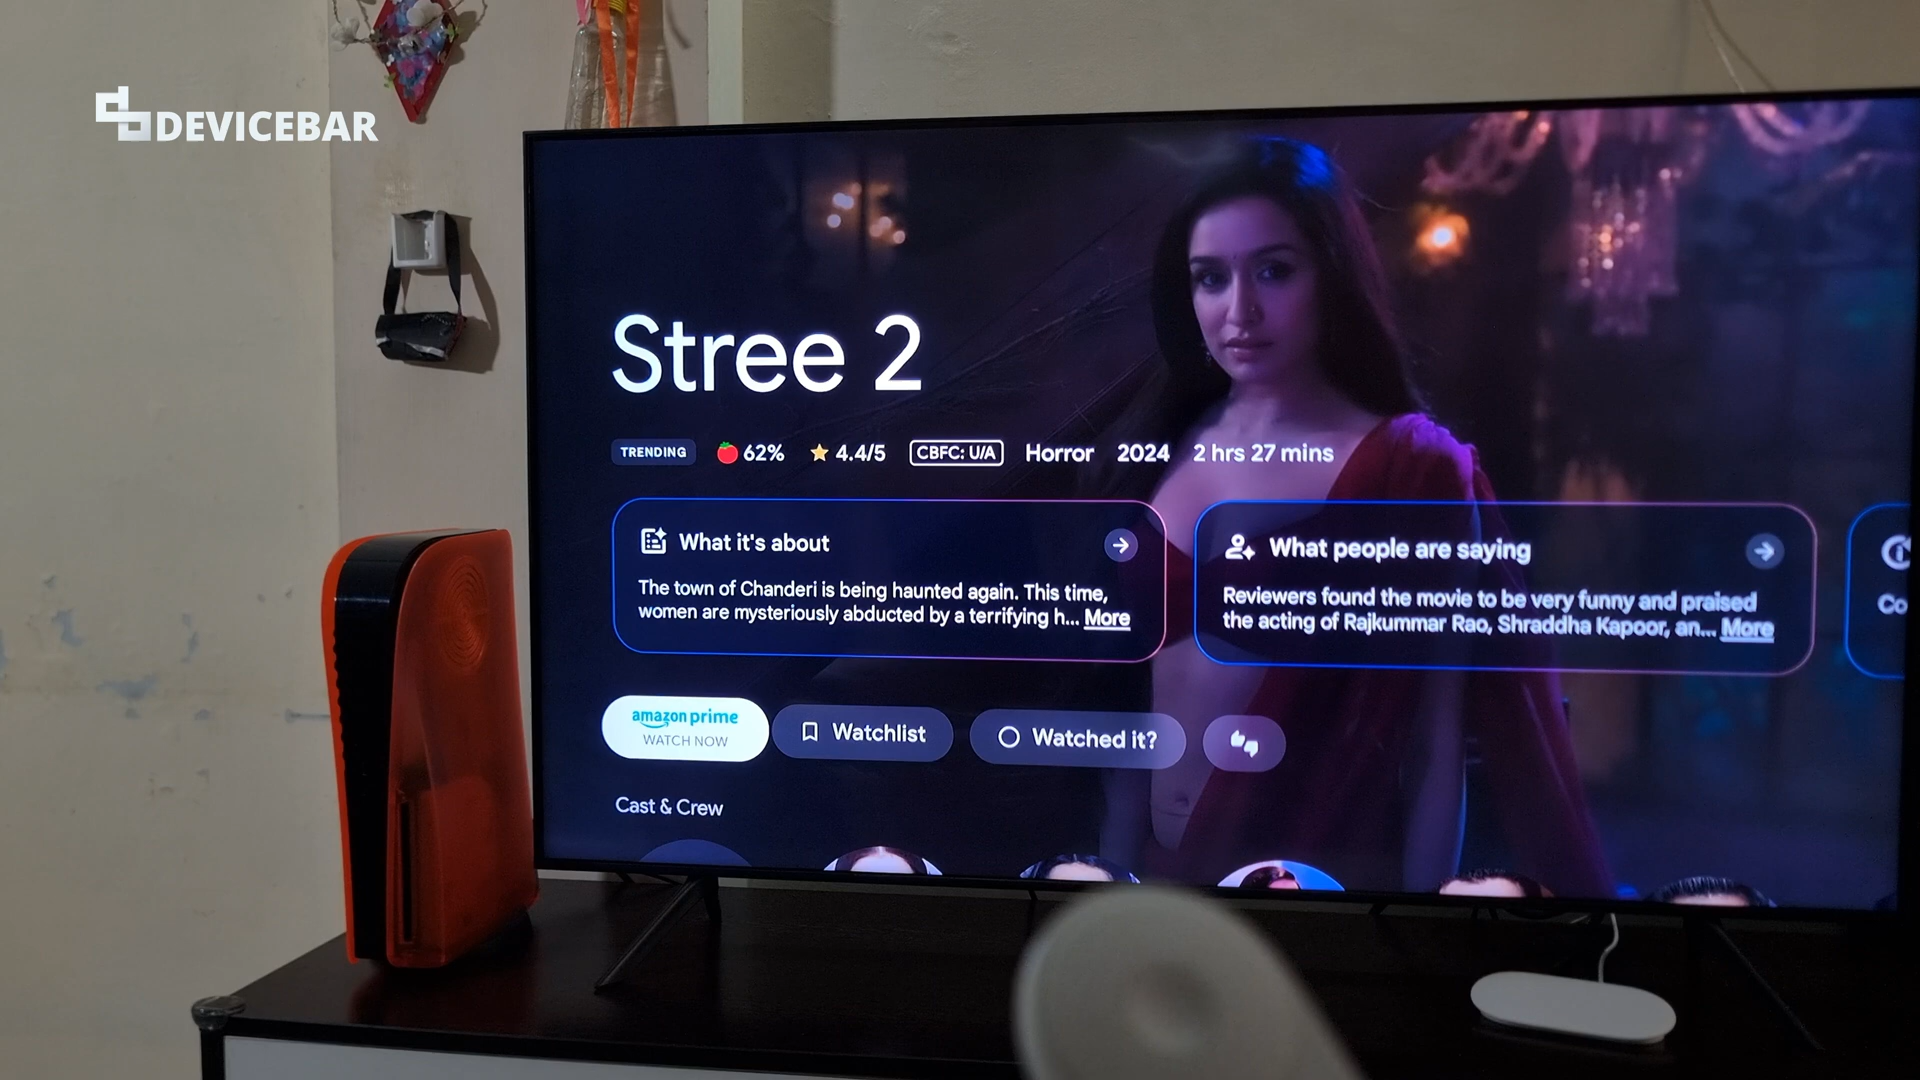 DEVICEBAR
Stree 2
TRENDING 62% 4.4/5 CBFC: U/A Horror 2024 2 hrs 27 mins
What it's about
The town of Chanderi is being haunted again. This time,
women are mysteriously abducted by a terrifying h... More
What people are saying
Reviewers found the movie to be very funny and praised
the acting of Rajkummar Rao, Shraddha Kapoor, an... More
Co
amazon prime
WATCH NOW
Watchlist
Watched it?
Cast & Crew